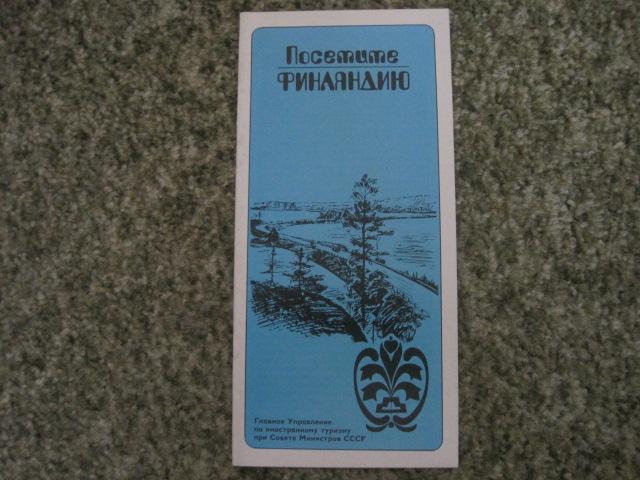 Посетите
ФИНЛЯНДИЮ
Главное Управление
по иностранному туризму
при Совете Министров СССР